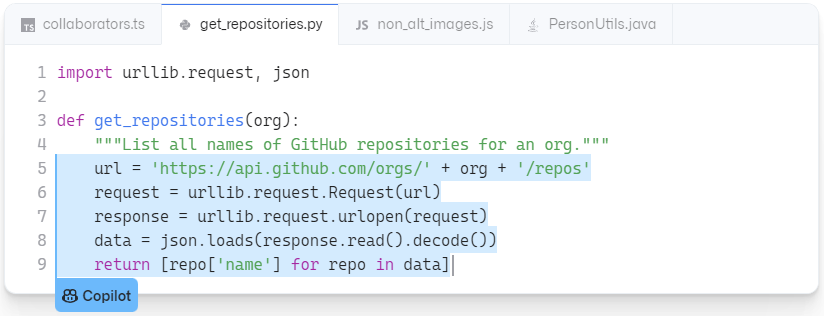 TS collaborators.ts get_repositories.py JS non_alt_images.js PersonUtils.java
1 import urllib.request, json
2
3 def get_repositories(org):
4     """List all names of GitHub repositories for an org."""
5     url = 'https://api.github.com/orgs/' + org + '/repos'
6     request = urllib.request.Request(url)
7     response = urllib.request.urlopen(request)
8     data = json.loads(response.read().decode())
9     return [repo['name'] for repo in data]
Copilot